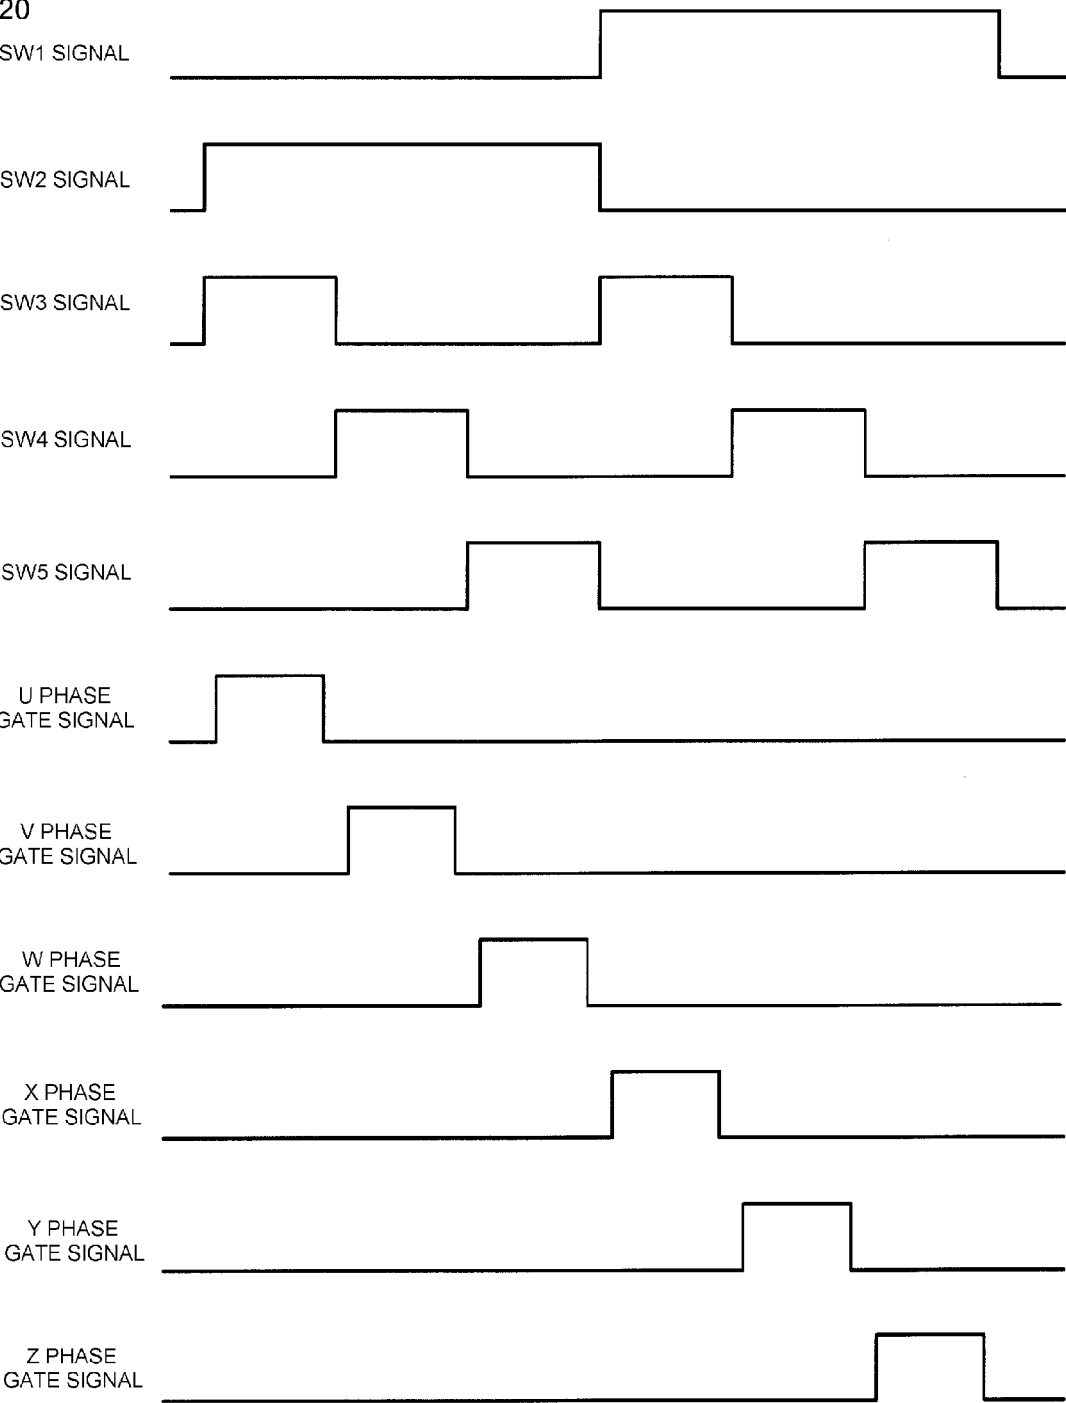 20
SW1 SIGNAL
SW2 SIGNAL
SW3 SIGNAL
SW4 SIGNAL
SW5 SIGNAL
U PHASE
GATE SIGNAL
V PHASE
GATE SIGNAL
W PHASE
GATE SIGNAL
X PHASE
GATE SIGNAL
Y PHASE
GATE SIGNAL
Z PHASE
GATE SIGNAL